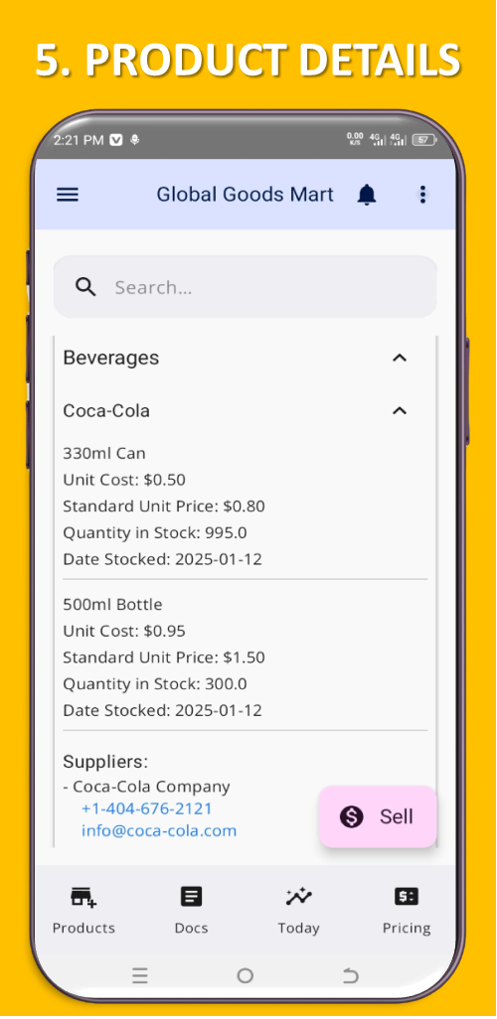 5. PRODUCT DETAILS
2:21 PM
0.00
K/S
4G
4G
57
Global Goods Mart
Search...
Beverages
Coca-Cola
330ml Can
Unit Cost: $0.50
Standard Unit Price: $0.80
Quantity in Stock: 995.0
Date Stocked: 2025-01-12
500ml Bottle
Unit Cost: $0.95
Standard Unit Price: $1.50
Quantity in Stock: 300.0
Date Stocked: 2025-01-12
Suppliers:
- Coca-Cola Company
+1-404-676-2121
info@coca-cola.com
Sell
Products Docs Today Pricing